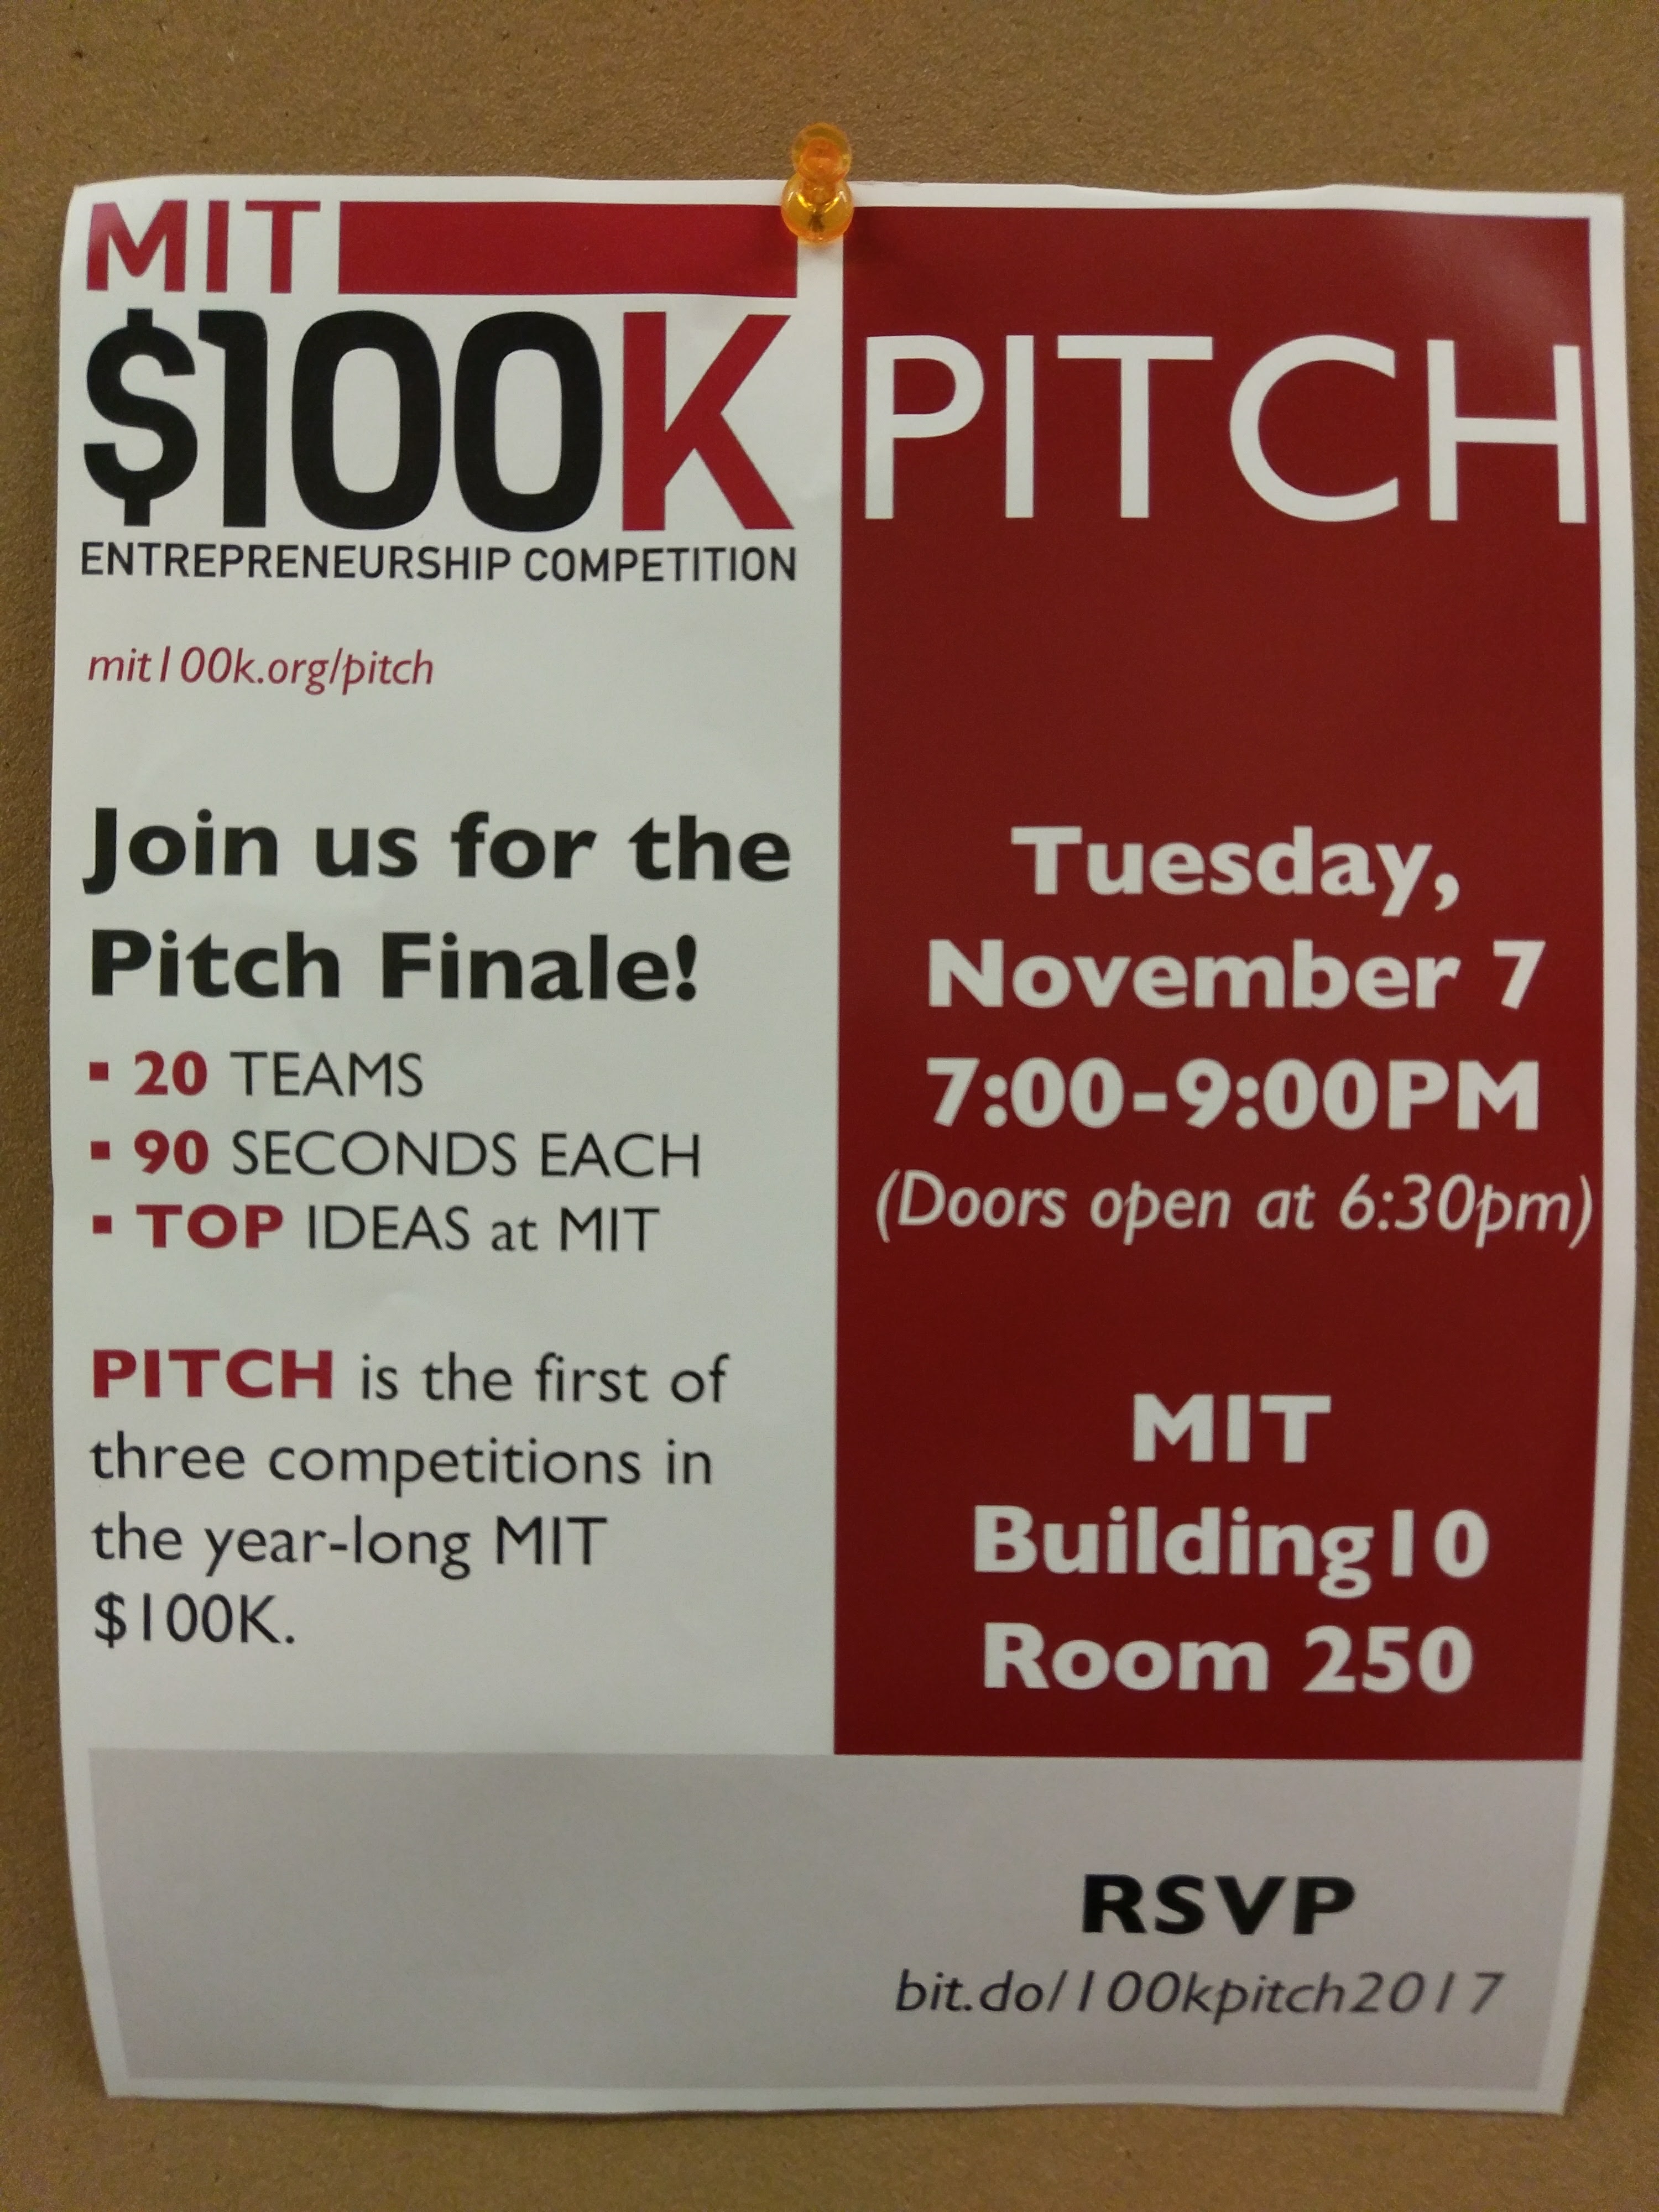 MIT
$100K
ENTREPRENEURSHIP COMPETITION
mit100k.org/pitch
Join us for the
Pitch Finale!
▪ 20 TEAMS
▪ 90 SECONDS EACH
▪ TOP IDEAS at MIT
PITCH is the first of
three competitions in
the year-long MIT
$100K.
PITCH
Tuesday,
November 7
7:00-9:00PM
(Doors open at 6:30pm)
MIT
Building10
Room 250
RSVP
bit.do/100kpitch2017